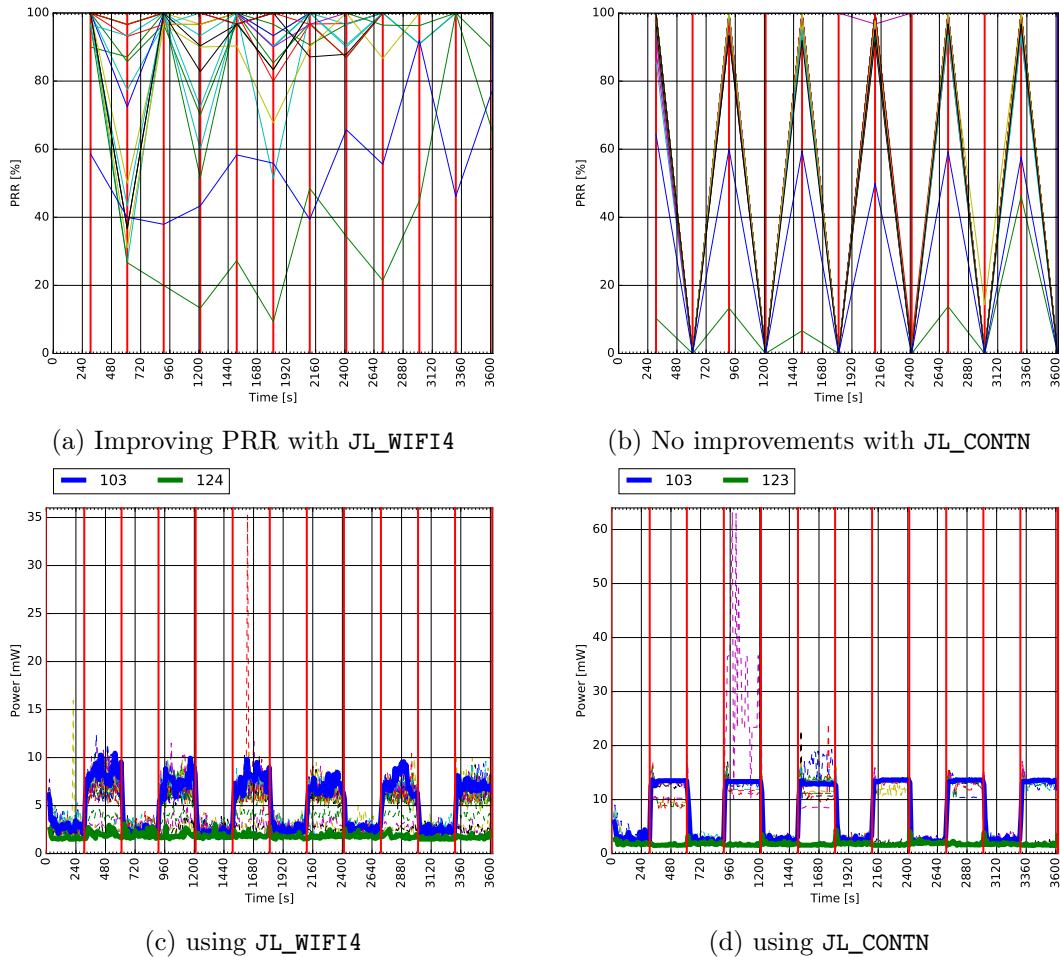 100
80
60
40
20
0
PRR [%]
0 240 480 720 960 1200 1440 1680 1920 2160 2400 2640 2880 3120 3360 3600
Time [s]
(a) Improving PRR with JL_WIFI4
100
80
60
40
20
0
PRR [%]
0 240 480 720 960 1200 1440 1680 1920 2160 2400 2640 2880 3120 3360 3600
Time [s]
(b) No improvements with JL_CONTN
103 124
35
30
25
20
15
10
5
0
Power [mW]
0 240 480 720 960 1200 1440 1680 1920 2160 2400 2640 2880 3120 3360 3600
Time [s]
(c) using JL_WIFI4
103 123
60
50
40
30
20
10
0
Power [mW]
0 240 480 720 960 1200 1440 1680 1920 2160 2400 2640 2880 3120 3360 3600
Time [s]
(d) using JL_CONTN